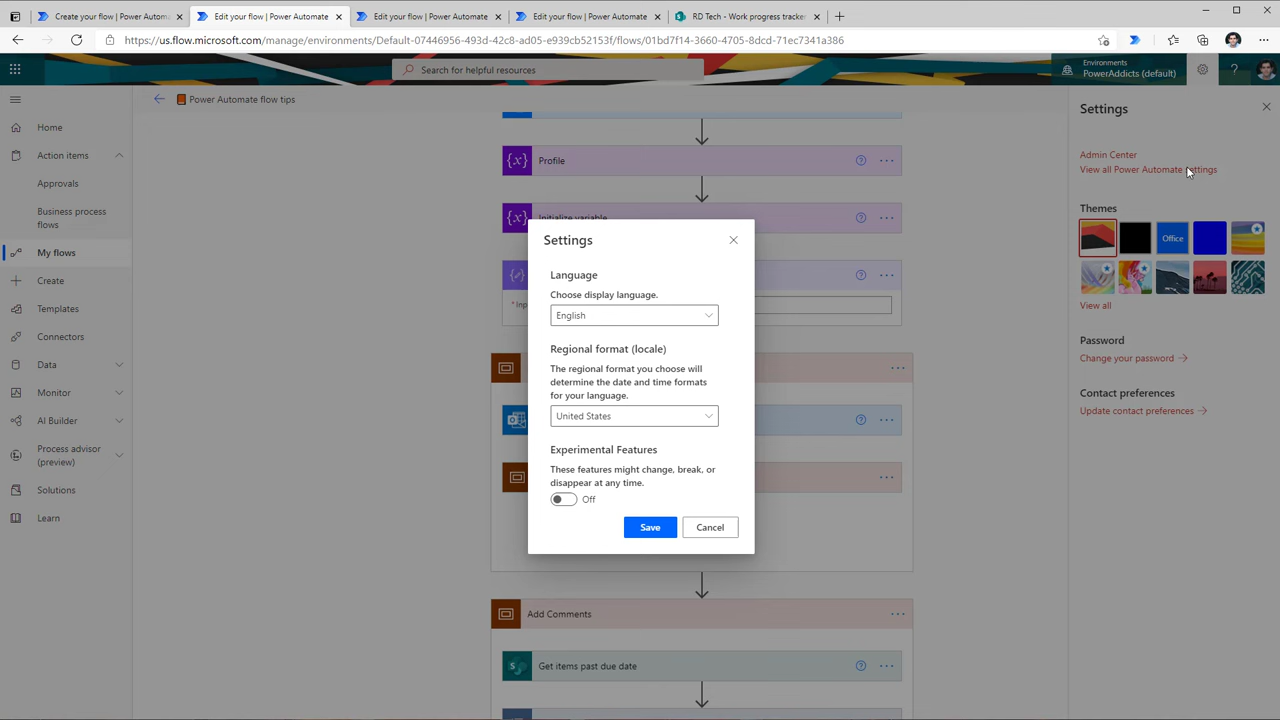 Create your flow | Power Automate
Edit your flow | Power Automate
Edit your flow | Power Automate
Edit your flow | Power Automate
RD Tech - Work progress tracker
https://us.flow.microsoft.com/manage/environments/Default-07446956-493d-42c8-ad05-e939cb52153f/flows/01bd7f14-3660-4705-8dcd-71ec7341a386
Search for helpful resources
Environments
PowerAddicts (default)
Power Automate flow tips
Home
Action items
Approvals
Business process
flows
My flows
Create
Templates
Connectors
Data
Monitor
AI Builder
Process advisor
(preview)
Solutions
Learn
Profile
Initialize variable
* Inp
Add Comments
Get items past due date
Settings
Language
Choose display language.
English
Regional format (locale)
The regional format you choose will
determine the date and time formats
for your language.
United States
Experimental Features
These features might change, break, or
disappear at any time.
Off
Save
Cancel
Settings
Admin Center
View all Power Automate settings
Themes
Office
View all
Password
Change your password
Contact preferences
Update contact preferences